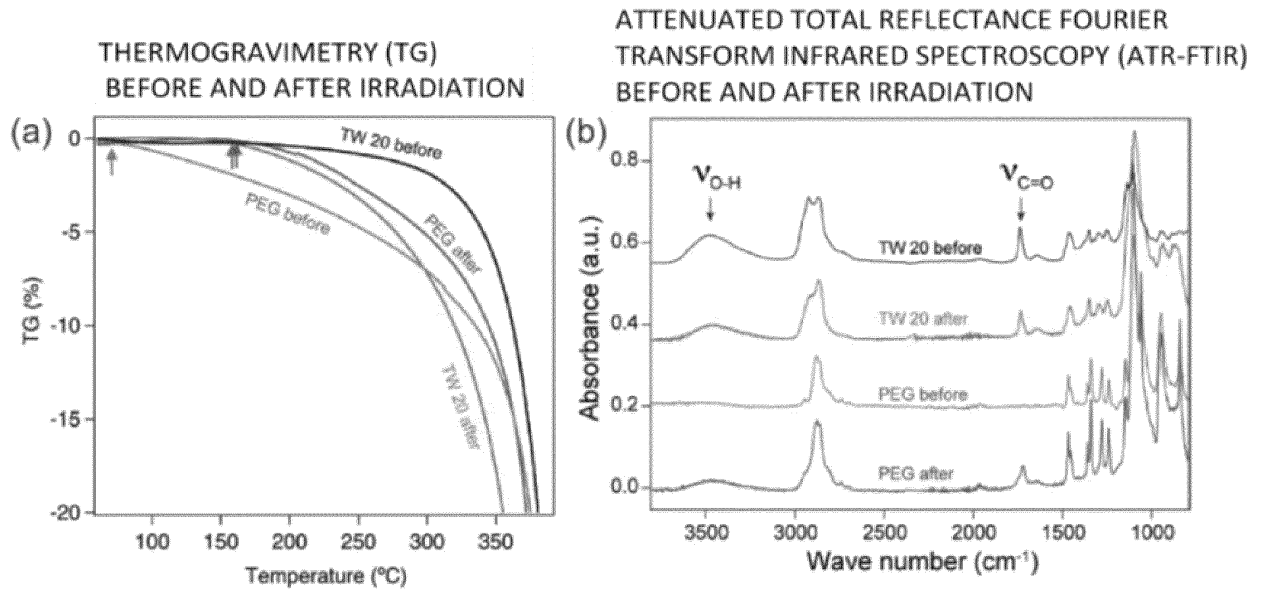 THERMOGRAVIMETRY (TG)
BEFORE AND AFTER IRRADIATION
ATTENUATED TOTAL REFLECTANCE FOURIER
TRANSFORM INFRARED SPECTROSCOPY (ATR-FTIR)
BEFORE AND AFTER IRRADIATION
(a)
TG (%)
0
-5
-10
-15
-20
TW 20 before
PEG before
PEG after
TW 20 after
100 150 200 250 300 350
Temperature (ºC)
(b)
Absorbance (a.u.)
0.8
0.6
0.4
0.2
0.0
νO-H
νC=O
TW 20 before
TW 20 after
PEG before
PEG after
3500 3000 2500 2000 1500 1000
Wave number (cm-1)